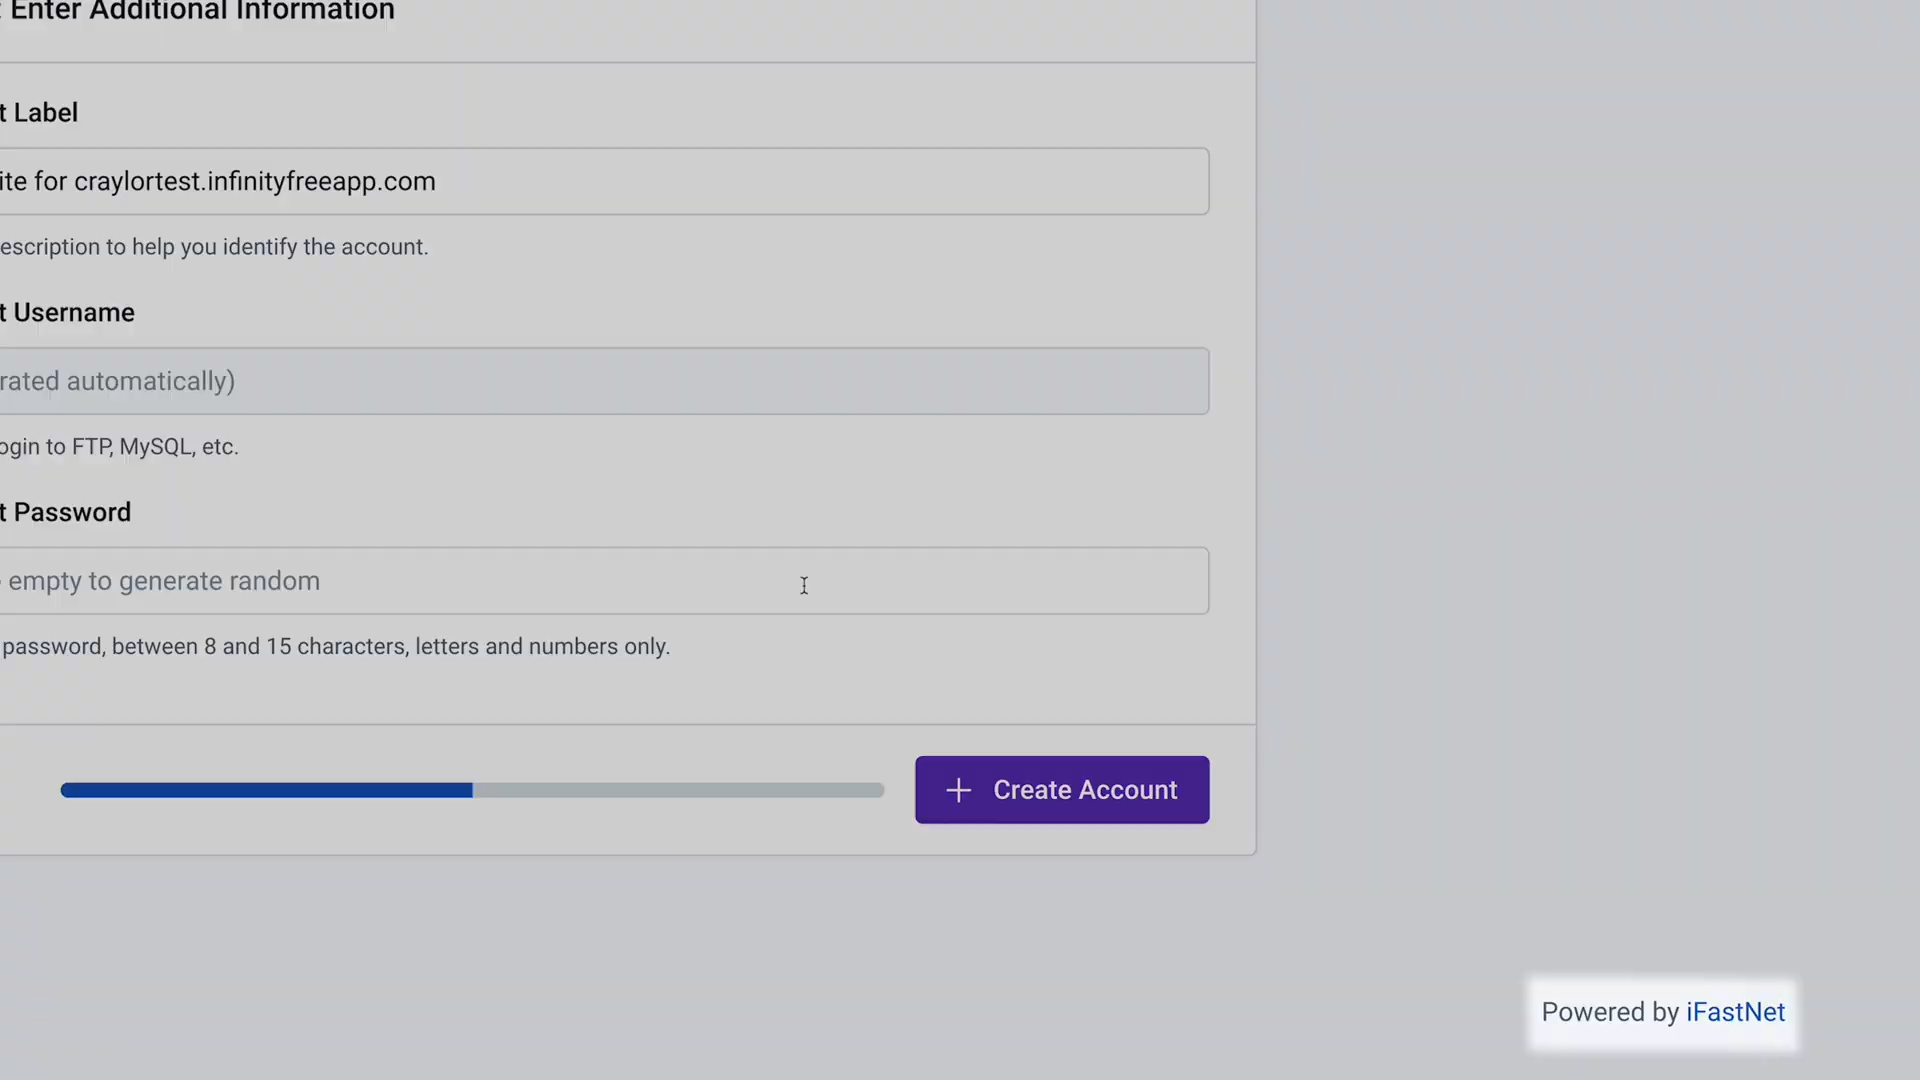 : Enter Additional Information
t Label
ite for craylortest.infinityfreeapp.com
escription to help you identify the account.
t Username
rated automatically)
ogin to FTP, MySQL, etc.
t Password
empty to generate random
password, between 8 and 15 characters, letters and numbers only.
+ Create Account
Powered by iFastNet